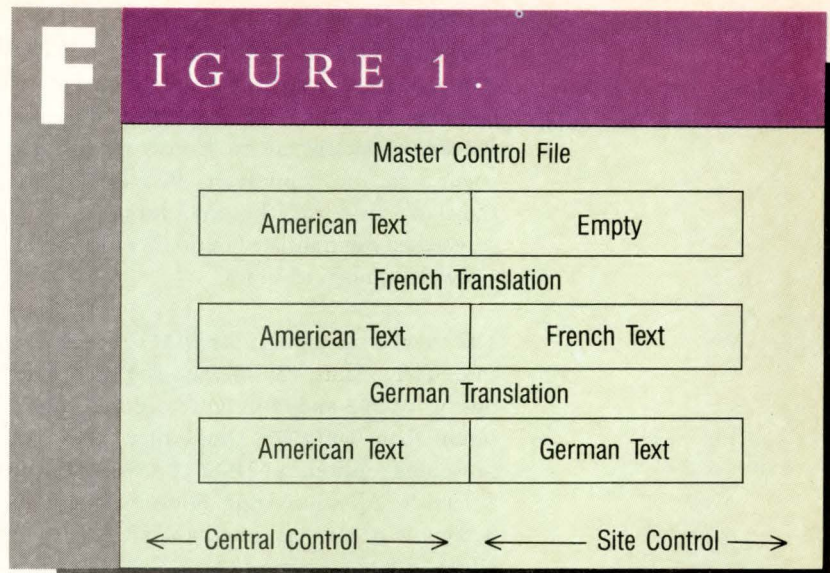 FIGURE 1.
Master Control File
American Text Empty
French Translation
American Text French Text
German Translation
American Text German Text
Central Control Site Control